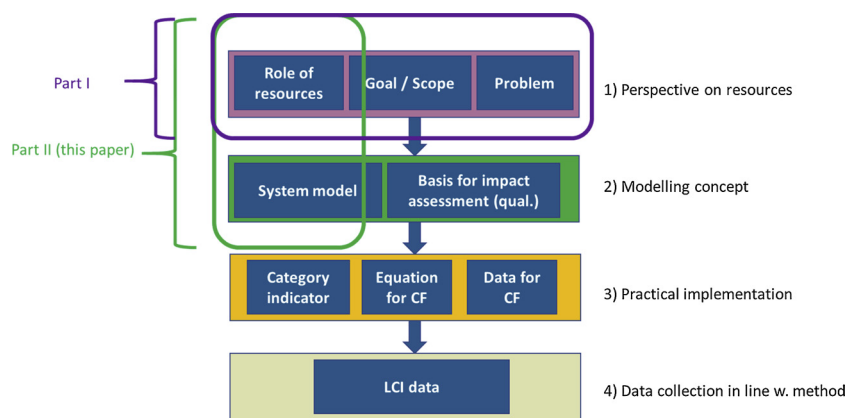 Part I
Part II (this paper)
Role of
resources
Goal / Scope
Problem
1) Perspective on resources
System model
Basis for impact
assessment (qual.)
2) Modelling concept
Category
indicator
Equation
for CF
Data for
CF
3) Practical implementation
LCI data
4) Data collection in line w. method